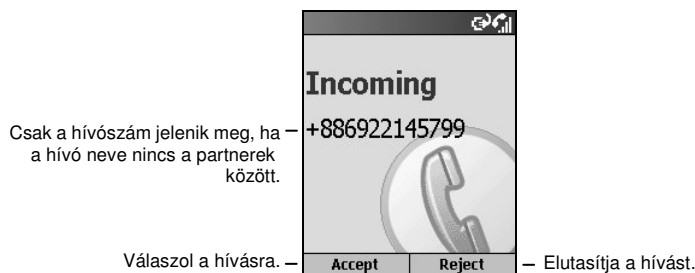 Incoming
Csak a hívószám jelenik meg, ha
a hívó neve nincs a partnerek
között.
+886922145799
Válaszol a hívásra.
Accept
Reject
Elutasítja a hívást.